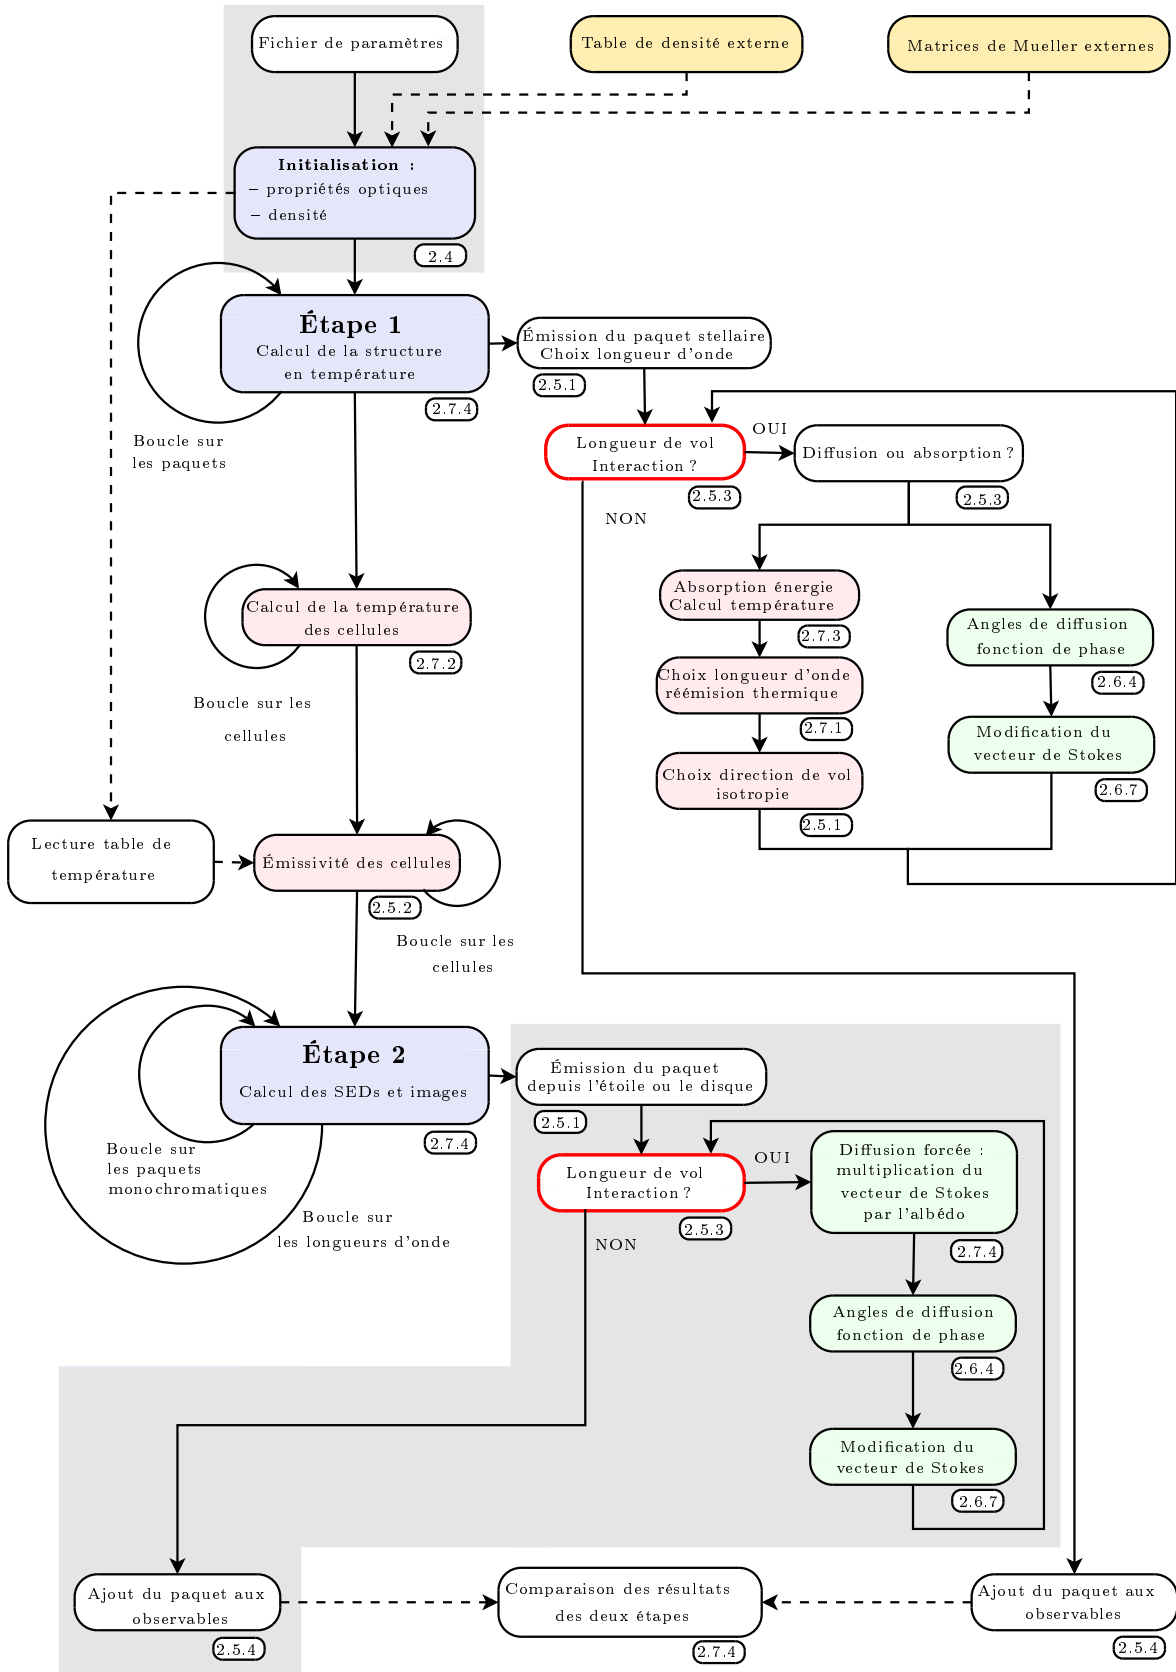 Fichier de paramètres
Table de densité externe
Matrices de Mueller externes
Initialisation :
– propriétés optiques
– densité
2.4
Étape 1
Calcul de la structure
en température
2.7.4
Boucle sur
les paquets
Émission du paquet stellaire
Choix longueur d'onde
2.5.1
Longueur de vol
Interaction ?
2.5.3
OUI
NON
Diffusion ou absorption ?
2.5.3
Absorption énergie
Calcul température
2.7.3
Choix longueur d'onde
réémision thermique
2.7.1
Choix direction de vol
isotropie
2.5.1
Angles de diffusion
fonction de phase
2.6.4
Modification du
vecteur de Stokes
2.6.7
Calcul de la température
des cellules
2.7.2
Boucle sur les
cellules
Lecture table de
température
Émissivité des cellules
2.5.2
Boucle sur les
cellules
Étape 2
Calcul des SEDs et images
2.7.4
Boucle sur
les paquets
monochromatiques
Boucle sur
les longueurs d'onde
Émission du paquet
depuis l'étoile ou le disque
2.5.1
Longueur de vol
Interaction ?
2.5.3
OUI
NON
Diffusion forcée :
multiplication du
vecteur de Stokes
par l'albédo
2.7.4
Angles de diffusion
fonction de phase
2.6.4
Modification du
vecteur de Stokes
2.6.7
Ajout du paquet aux
observables
2.5.4
Comparaison des résultats
des deux étapes
2.7.4
Ajout du paquet aux
observables
2.5.4